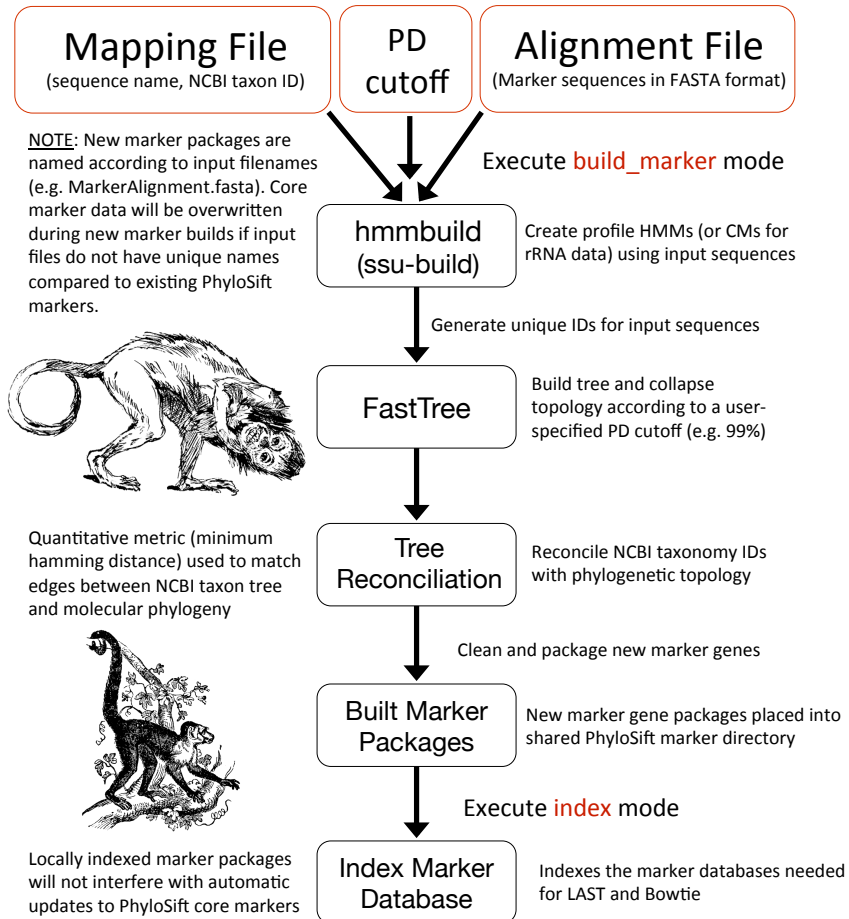 Mapping File
(sequence name, NCBI taxon ID)
PD
cutoff
Alignment File
(Marker sequences in FASTA format)
NOTE: New marker packages are
named according to input filenames
(e.g. MarkerAlignment.fasta). Core
marker data will be overwritten
during new marker builds if input
files do not have unique names
compared to existing PhyloSift
markers.
Execute build_marker mode
hmmbuild
(ssu-build)
Create profile HMMs (or CMs for
rRNA data) using input sequences
Generate unique IDs for input sequences
FastTree
Build tree and collapse
topology according to a user-
specified PD cutoff (e.g. 99%)
Quantitative metric (minimum
hamming distance) used to match
edges between NCBI taxon tree
and molecular phylogeny
Tree
Reconciliation
Reconcile NCBI taxonomy IDs
with phylogenetic topology
Clean and package new marker genes
Built Marker
Packages
New marker gene packages placed into
shared PhyloSift marker directory
Execute index mode
Locally indexed marker packages
will not interfere with automatic
updates to PhyloSift core markers
Index Marker
Database
Indexes the marker databases needed
for LAST and Bowtie